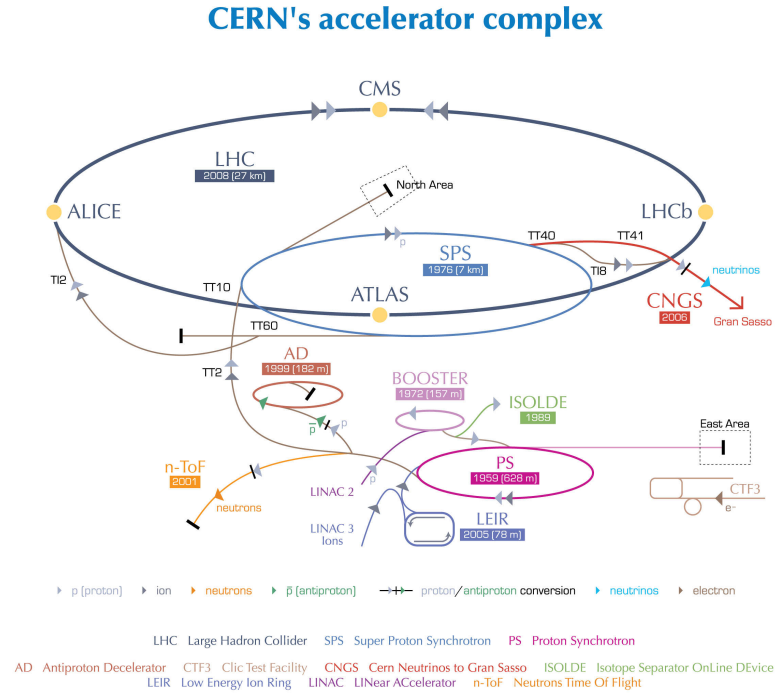 CERN's accelerator complex
CMS
LHC
2008 (27 km)
North Area
ALICE
LHCb
TT40
TT41
SPS
1976 (7 km)
TI8
neutrinos
TI2
TT10
ATLAS
CNGS
2006
Gran Sasso
TT60
AD
1999 (182 m)
TT2
BOOSTER
1972 (157 m)
ISOLDE
1989
East Area
p
p̅
p
n-ToF
2001
neutrons
LINAC 2
p
PS
1959 (628 m)
CTF3
e-
LINAC 3
Ions
LEIR
2005 (78 m)
p (proton) ion neutrons p̅ (antiproton) proton/antiproton conversion neutrinos electron
LHC Large Hadron Collider SPS Super Proton Synchrotron PS Proton Synchrotron
AD Antiproton Decelerator CTF3 Clic Test Facility CNGS Cern Neutrinos to Gran Sasso ISOLDE Isotope Separator OnLine DEvice
LEIR Low Energy Ion Ring LINAC LINear ACcelerator n-ToF Neutrons Time Of Flight